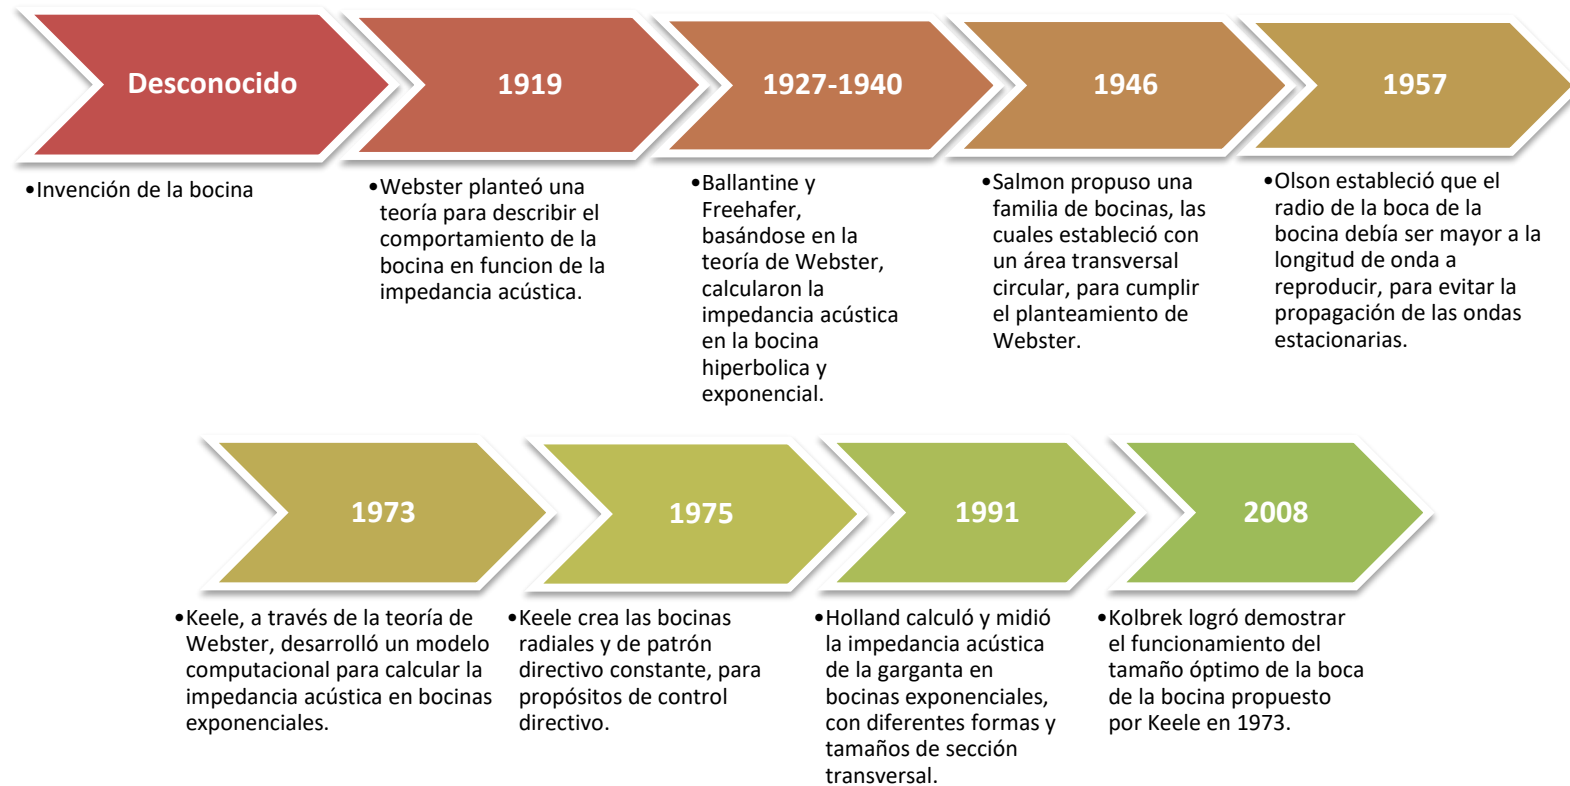 Desconocido
•Invención de la bocina
1919
•Webster planteó una
teoría para describir el
comportamiento de la
bocina en funcion de la
impedancia acústica.
1927-1940
•Ballantine y
Freehafer,
basándose en la
teoría de Webster,
calcularon la
impedancia acústica
en la bocina
hiperbolica y
exponencial.
1946
•Salmon propuso una
familia de bocinas, las
cuales estableció con
un área transversal
circular, para cumplir
el planteamiento de
Webster.
1957
•Olson estableció que el
radio de la boca de la
bocina debía ser mayor a la
longitud de onda a
reproducir, para evitar la
propagación de las ondas
estacionarias.
1973
•Keele, a través de la teoría de
Webster, desarrolló un modelo
computacional para calcular la
impedancia acústica en bocinas
exponenciales.
1975
•Keele crea las bocinas
radiales y de patrón
directivo constante, para
propósitos de control
directivo.
1991
•Holland calculó y midió
la impedancia acústica
de la garganta en
bocinas exponenciales,
con diferentes formas y
tamaños de sección
transversal.
2008
•Kolbrek logró demostrar
el funcionamiento del
tamaño óptimo de la boca
de la bocina propuesto
por Keele en 1973.